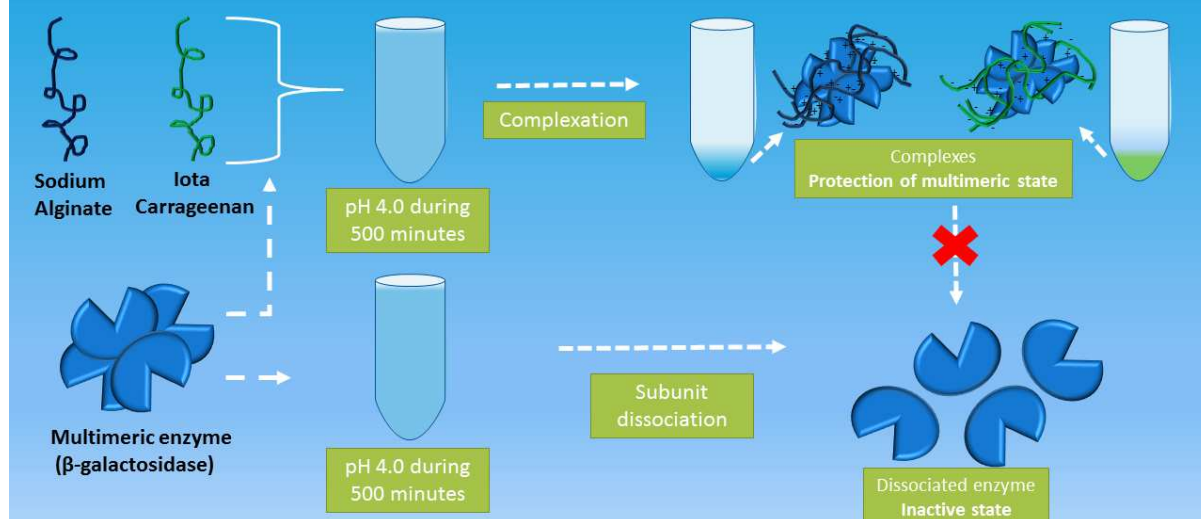 Sodium
Alginate
Iota
Carrageenan
pH 4.0 during
500 minutes
Complexation
Complexes
Protection of multimeric state
Multimeric enzyme
(β-galactosidase)
pH 4.0 during
500 minutes
Subunit
dissociation
Dissociated enzyme
Inactive state